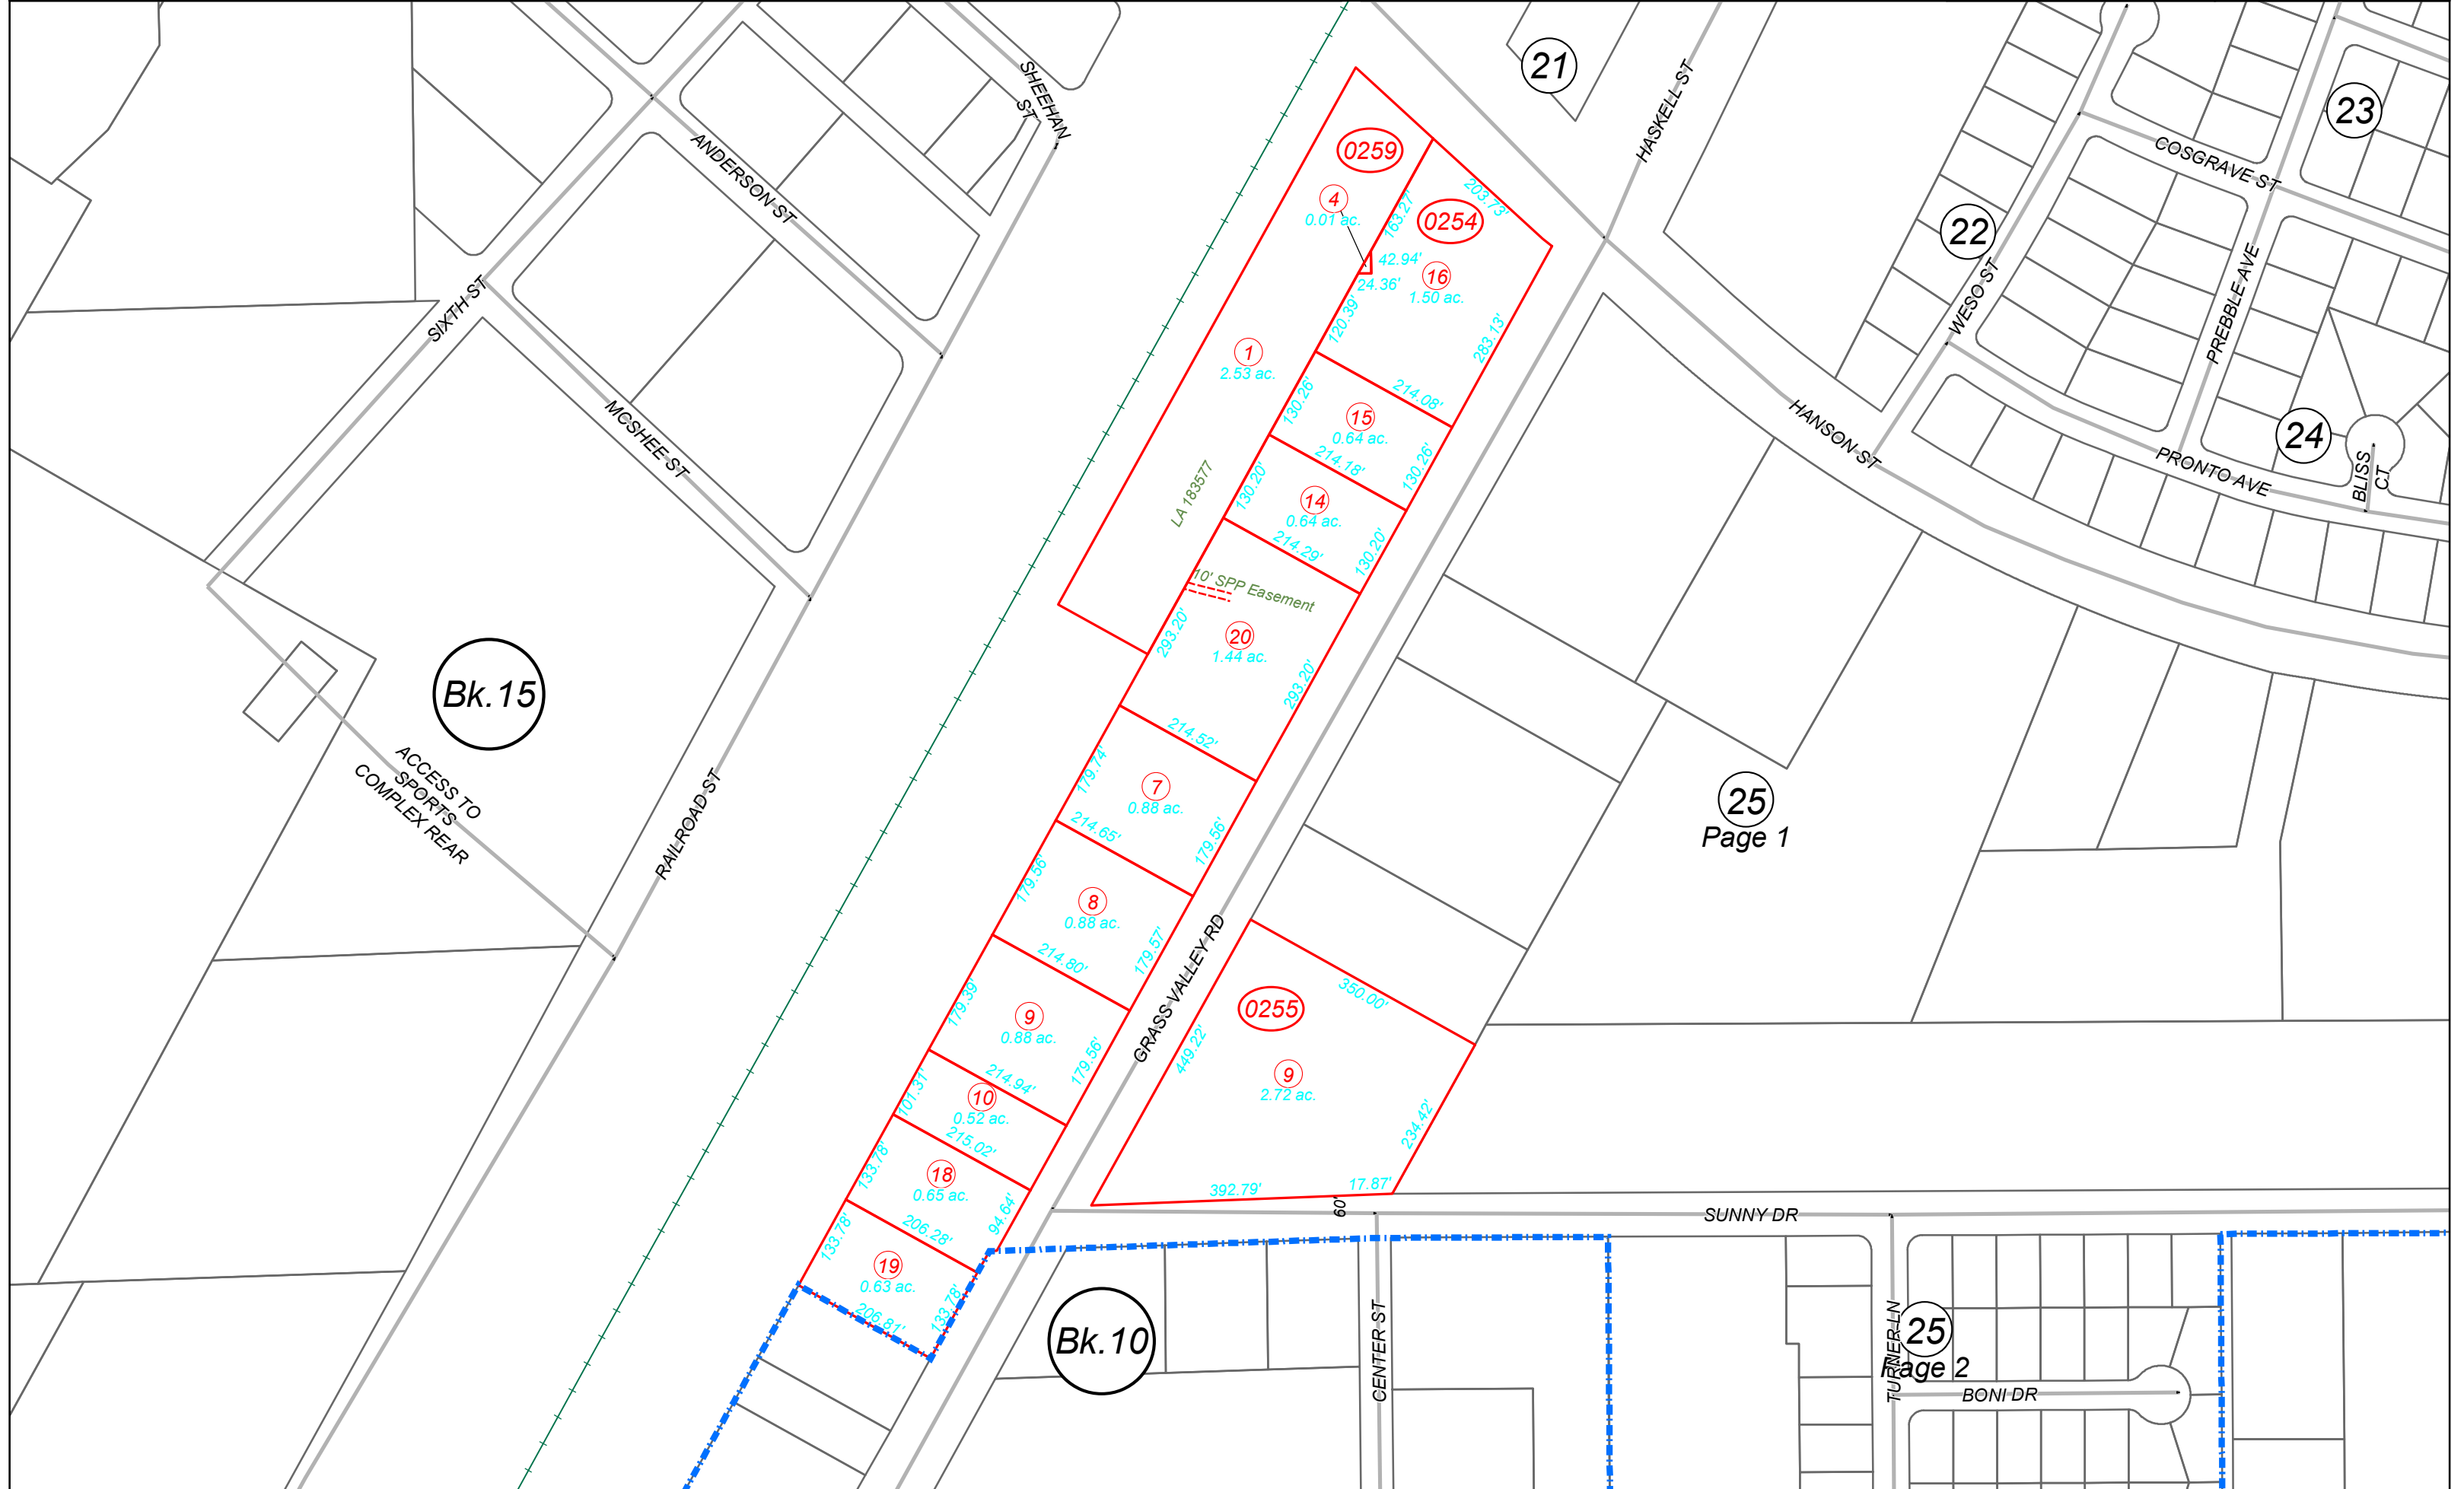 SHEEHAN
ST
21
HASKELL ST
23
COSGRAVE ST
ANDERSON ST
0259
4
0.01 ac.
163.27'
203.73'
0254
42.94'
24.36'
16
1.50 ac.
22
WESO ST
PREBBLE AVE
SIXTH ST
120.39'
283.13'
1
2.53 ac.
130.26'
214.08'
MCSHEE ST
15
0.64 ac.
214.18'
130.26'
HANSON ST
24
PRONTO AVE
BLISS
CT
LA 183577
130.20'
14
0.64 ac.
214.29'
130.20'
10' SPP Easement
293.20'
20
1.44 ac.
293.20'
Bk.15
ACCESS TO
SPORTS
COMPLEX REAR
RAILROAD ST
214.52'
179.74'
7
0.88 ac.
214.65'
179.56'
25
Page 1
179.56'
8
0.88 ac.
214.80'
179.57'
GRASS VALLEY RD
179.39'
9
0.88 ac.
214.94'
179.56'
0255
350.00'
449.22'
9
2.72 ac.
234.42'
392.79'
17.87'
60'
101.31'
10
0.52 ac.
215.02'
133.78'
18
0.65 ac.
94.64'
206.28'
133.78'
19
0.63 ac.
133.78'
206.81'
SUNNY DR
Bk.10
CENTER ST
TURNER LN
25
Page 2
BONI DR